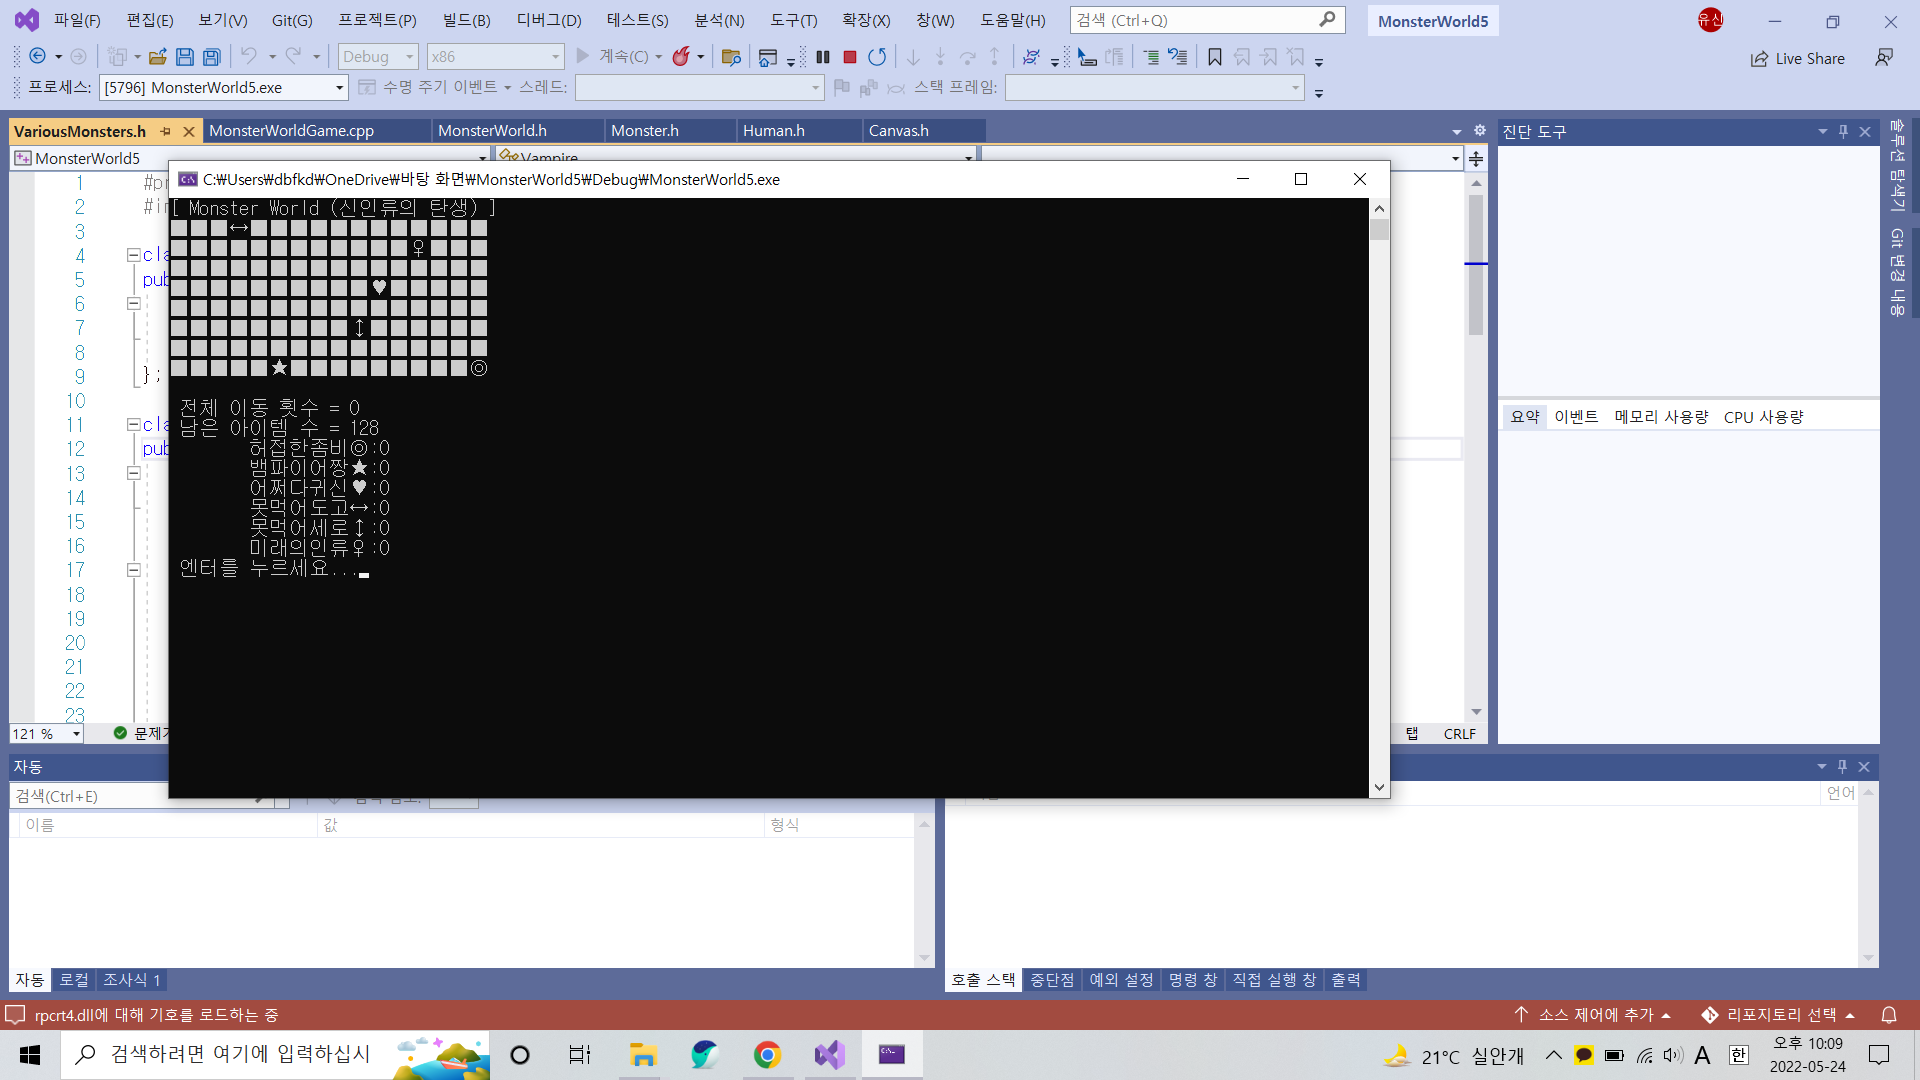 파일(F) 편집(E) 보기(V) Git(G) 프로젝트(P) 빌드(B) 디버그(D) 테스트(S) 분석(N) 도구(T) 확장(X) 창(W) 도움말(H) 검색 (Ctrl+Q) MonsterWorld5 유신
Debug x86 계속(C) Live Share
프로세스: [5796] MonsterWorld5.exe 수명 주기 이벤트 스레드: 스택 프레임:
VariousMonsters.h MonsterWorldGame.cpp MonsterWorld.h Monster.h Human.h Canvas.h
MonsterWorld5 Vampire
C:₩Users₩dbfkd₩OneDrive₩바탕 화면₩MonsterWorld5₩Debug₩MonsterWorld5.exe
[ Monster World (신인류의 탄생) ]
■■■↔■■■■■■■■■■■■
■■■■■■■■■■■■♀■■■
■■■■■■■■■■■■■■■■
■■■■■■■■■■♥■■■■■
■■■■■■■■■■■■■■■■
■■■■■■■■■↕■■■■■■
■■■■■■■■■■■■■■■■
■■■■■★■■■■■■■■■◎
전체 이동 횟수 = 0
남은 아이템 수 = 128
허접한좀비◎:0
뱀파이어짱★:0
어쩌다귀신♥:0
못먹어도고↔:0
못먹어세로↕:0
미래의인류♀:0
엔터를 누르세요...
1 #p
2 #i
3
4 cla
5 pub
6
7
8
9 };
10
11 cla
12 pub
13
14
15
16
17
18
19
20
21
22
23
121 % 문제가 탭 CRLF
진단 도구
요약 이벤트 메모리 사용량 CPU 사용량
솔루션 탐색기
Git 변경 내용
자동
검색(Ctrl+E)
이름 값 형식
언어
자동 로컬 조사식 1
호출 스택 중단점 예외 설정 명령 창 직접 실행 창 출력
rpcrt4.dll에 대해 기호를 로드하는 중 소스 제어에 추가 리포지토리 선택
검색하려면 여기에 입력하십시 21°C 실안개 A 한 오후 10:09
2022-05-24